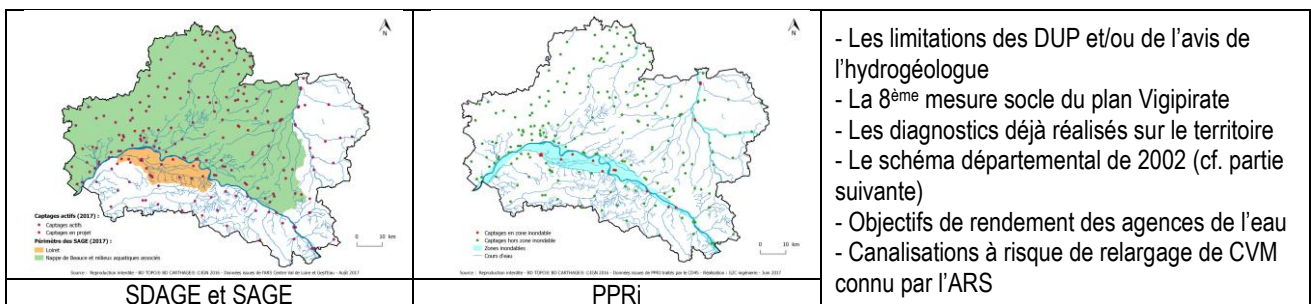 N
Captages actifs (2017) :
Captages actifs
Captages en projet
Périmètre des SAGE (2017) :
Loiret
Nappe de Beauce et milieux aquatiques associés
0 10 km
SDAGE et SAGE
N
Captages en zone inondable
Captages hors zone inondable
Zones inondables
Cours d'eau
0 10 km
PPRi
- Les limitations des DUP et/ou de l'avis de
l'hydrogéologue
- La 8ème mesure socle du plan Vigipirate
- Les diagnostics déjà réalisés sur le territoire
- Le schéma départemental de 2002 (cf. partie
suivante)
- Objectifs de rendement des agences de l'eau
- Canalisations à risque de relargage de CVM
connu par l'ARS